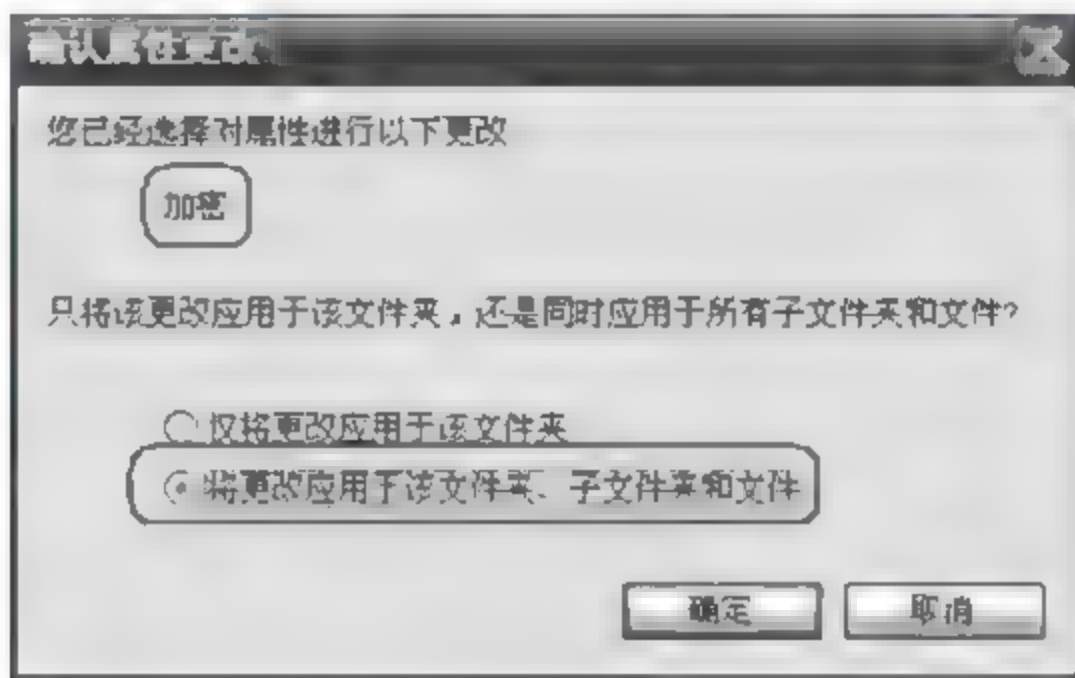 确认属性更改
您已经选择对属性进行以下更改
加密
只将该更改应用于该文件夹，还是同时应用于所有子文件夹和文件?
仅将更改应用于该文件夹
将更改应用于该文件夹、子文件夹和文件
确定
取消